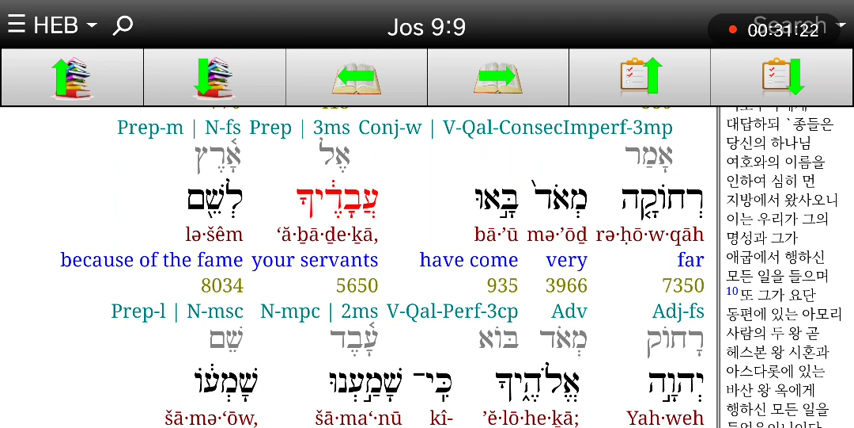 ☰ HEB
Jos 9:9
Search
00:31:22
Prep-m | N-fs Prep | 3ms Conj-w | V-Qal-ConsecImperf-3mp
אָמַר אֶל אֶ֫רֶץ
רְחוֹקָ֤ה מְאֹד֙ בָּ֣אוּ עֲבָדֶ֔יךָ לְשֵׁ֖ם
lə·šêm ‘ă·bā·de·ḵā, bā·’ū mə·’ōḏ rə·ḥō·w·qāh
because of the fame your servants have come very far
8034 5650 935 3966 7350
Prep-l | N-msc N-mpc | 2ms V-Qal-Perf-3cp Adv Adj-fs
רָחוֹק מְאֹד בּוֹא עֶ֫בֶד שֵׁם
יְהוָ֣ה אֱלֹהֶ֑יךָ כִּֽי־ שָׁמַ֣עְנוּ שָׁמְע֔וֹ
šā·mə·‘ōw, šā·ma‘·nū kî- ’ĕ·lō·he·ḵā; Yah·weh
대답하되 `종들은
당신의 하나님
여호와의 이름을
인하여 심히 먼
지방에서 왔사오니
이는 우리가 그의
명성과 그가
애굽에서 행하신
모든 일을 들으며
10 또 그가 요단
동편에 있는 아모리
사람의 두 왕 곧
헤스본 왕 시혼과
아스다롯에 있는
바산 왕 옥에게
행하신 모든 일을